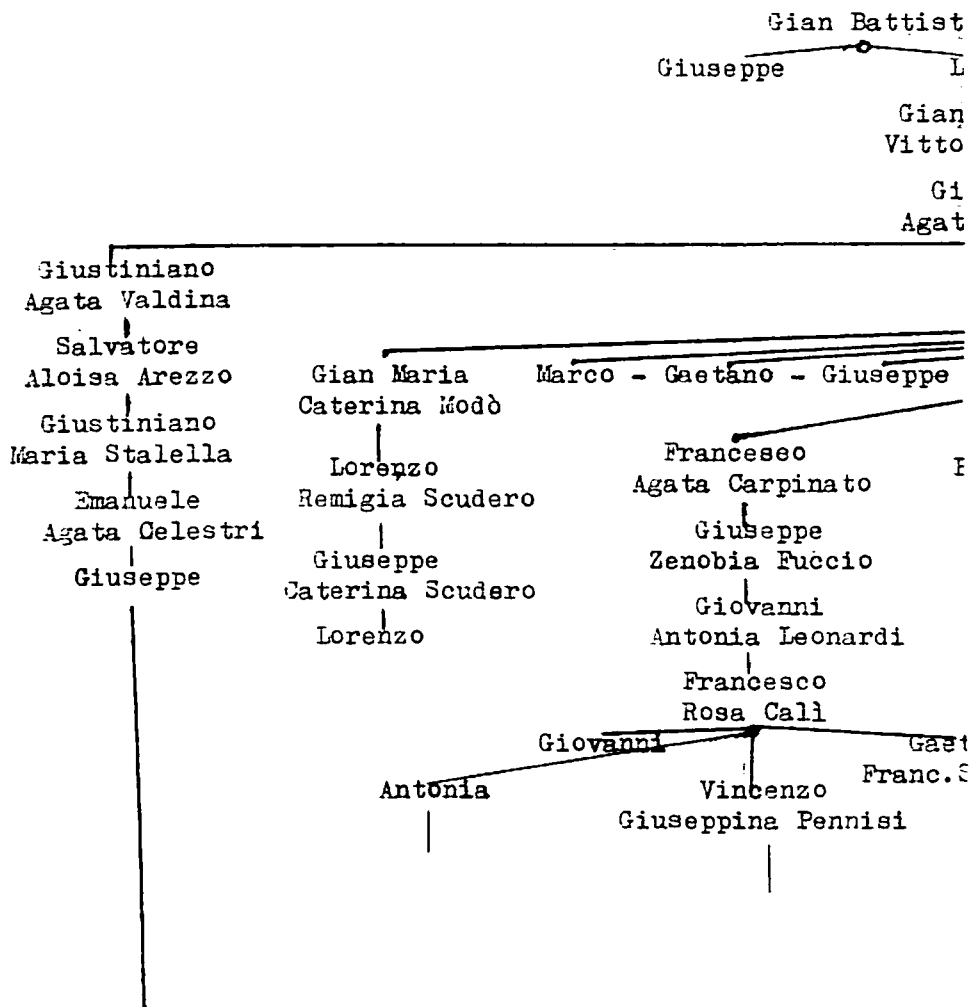 Gian Battist
Giuseppe L
Gian
Vitto
Gi
Agat
Giustiniano
Agata Valdina
Salvatore
Aloisa Arezzo
Gian Maria
Marco - Gaetano - Giuseppe
Caterina Modò
Giustiniano
Maria Stalella
Franceseo
Lorenzo
Agata Carpinato
Remigia Scudero
Emanuele
Agata Celestri
Giuseppe
Zenobia Fuccio
Giuseppe
Giuseppe
Caterina Scudero
Giovanni
Antonia Leonardi
Lorenzo
Francesco
Rosa Calì
Giovanni Gaet
Franc.S
Antonia Vincenzo
Giuseppina Pennisi